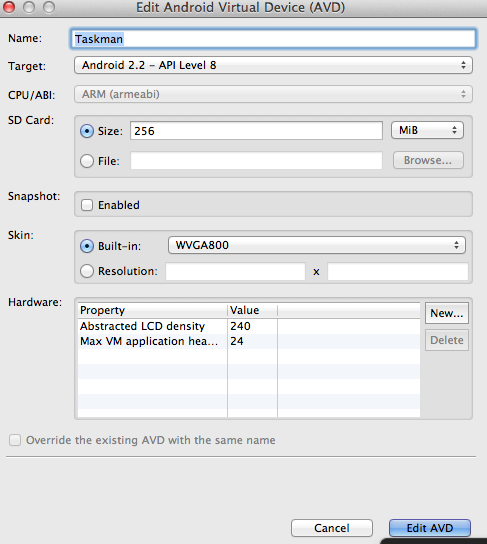 Edit Android Virtual Device (AVD)
Name: Taskman
Target: Android 2.2 – API Level 8
CPU/ABI: ARM (armeabi)
SD Card:
Size: 256 MiB
File: Browse...
Snapshot:
Enabled
Skin:
Built-in: WVGA800
Resolution: x
Hardware:
Property Value New...
Abstracted LCD density 240
Max VM application hea... 24 Delete
Override the existing AVD with the same name
Cancel Edit AVD